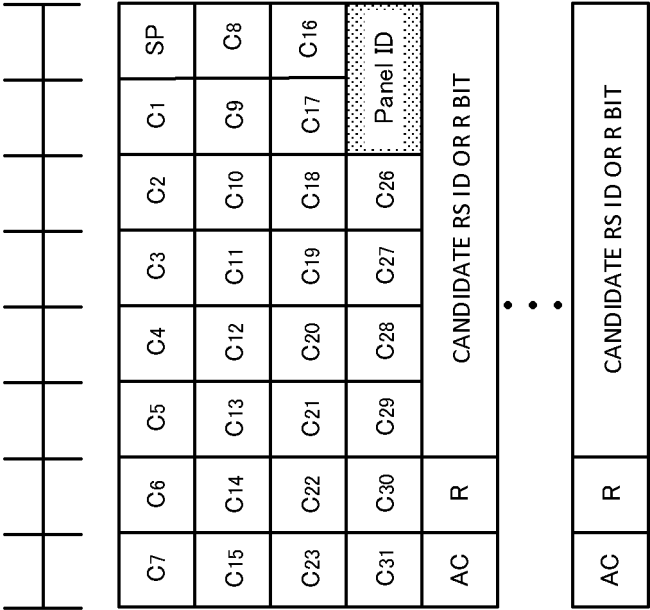 C7 C6 C5 C4 C3 C2 C1 SP
C15 C14 C13 C12 C11 C10 C9 C8
C23 C22 C21 C20 C19 C18 C17 C16
C31 C30 C29 C28 C27 C26 Panel ID
AC R CANDIDATE RS ID OR R BIT
• • •
AC R CANDIDATE RS ID OR R BIT